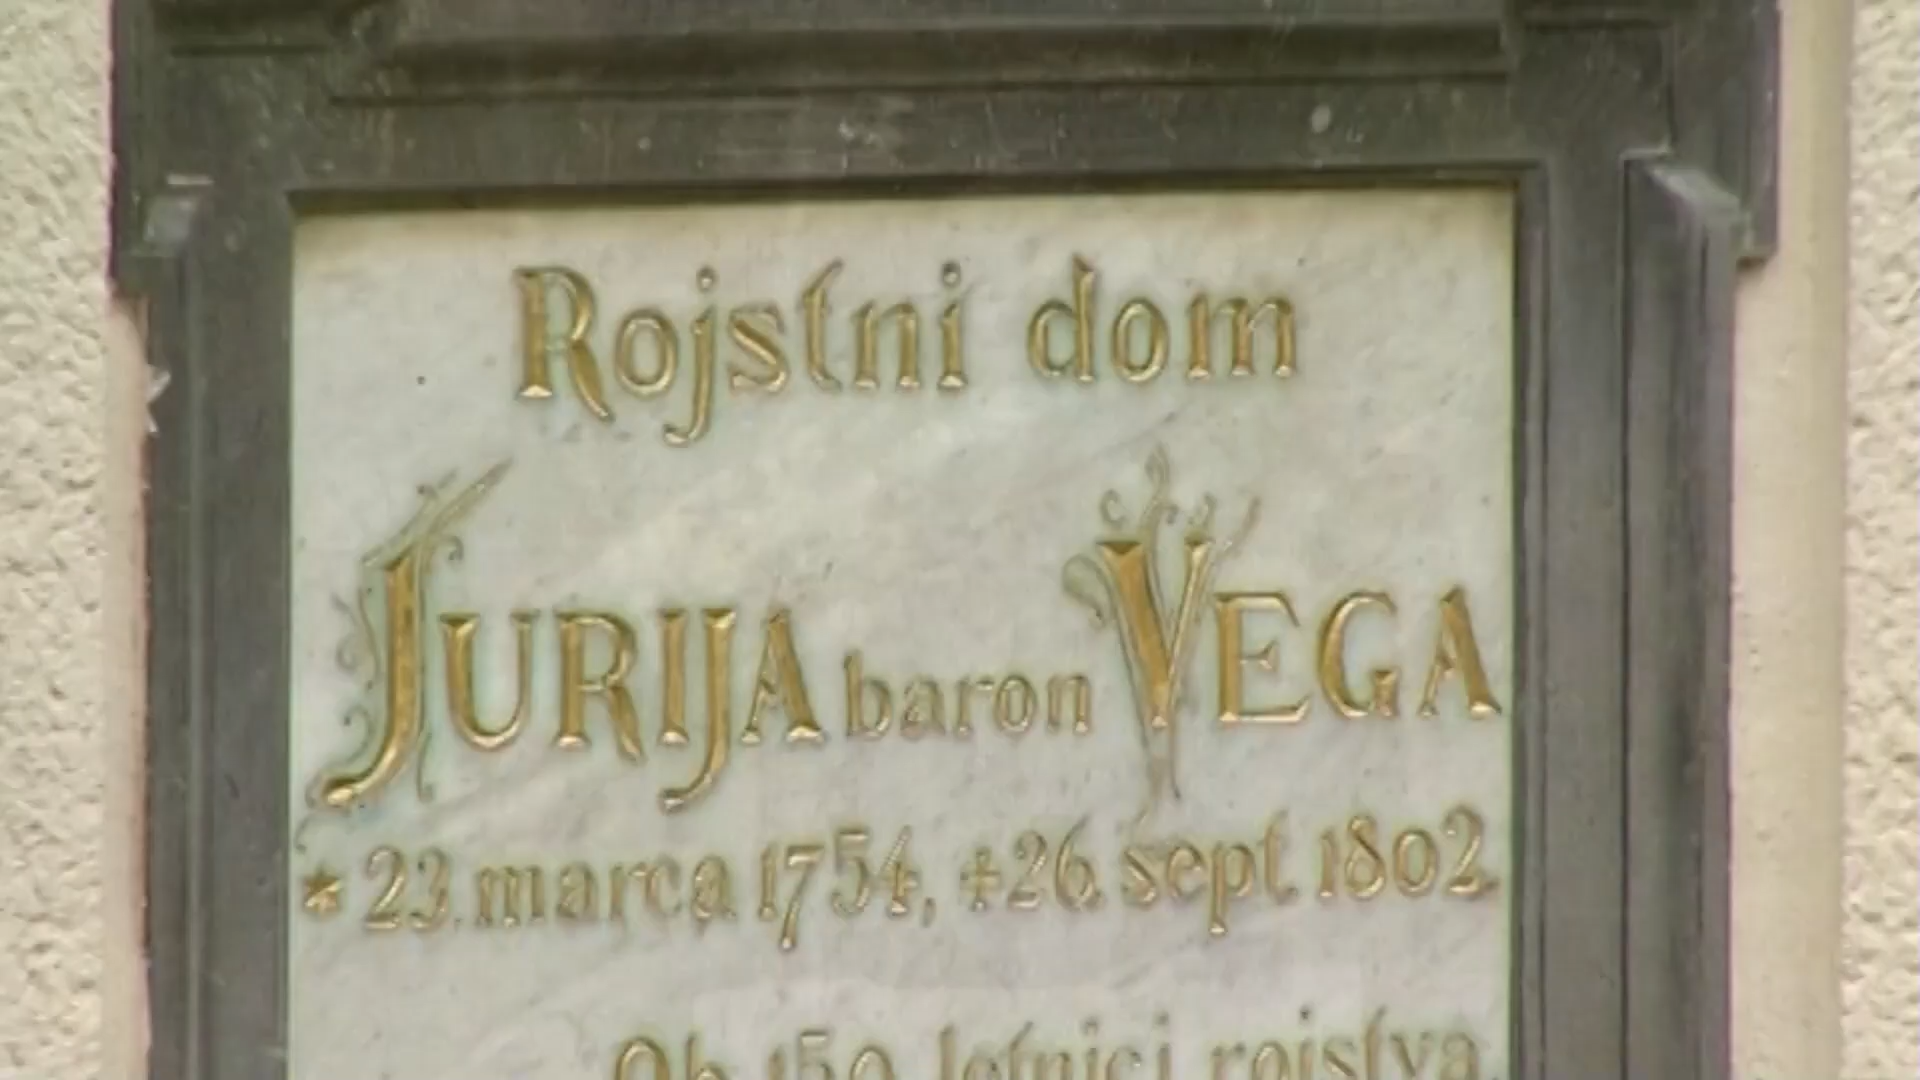 Rojstni dom
JURIJA baron VEGA
* 23. marca 1754, +26. sept. 1802.
Ob 150 letnici rojstva